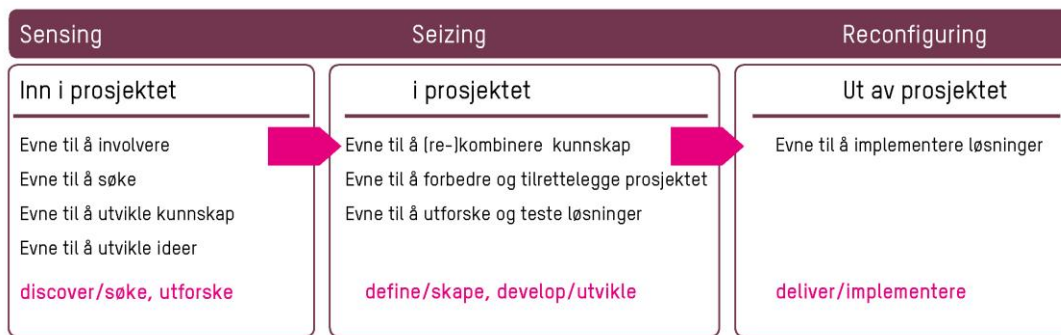 Sensing
Seizing
Reconfiguring
Inn i prosjektet
Evne til å involvere
Evne til å søke
Evne til å utvikle kunnskap
Evne til å utvikle ideer
discover/søke, utforske
i prosjektet
Evne til å (re-)kombinere kunnskap
Evne til å forbedre og tilrettelegge prosjektet
Evne til å utforske og teste løsninger
define/skape, develop/utvikle
Ut av prosjektet
Evne til å implementere løsninger
deliver/implementere